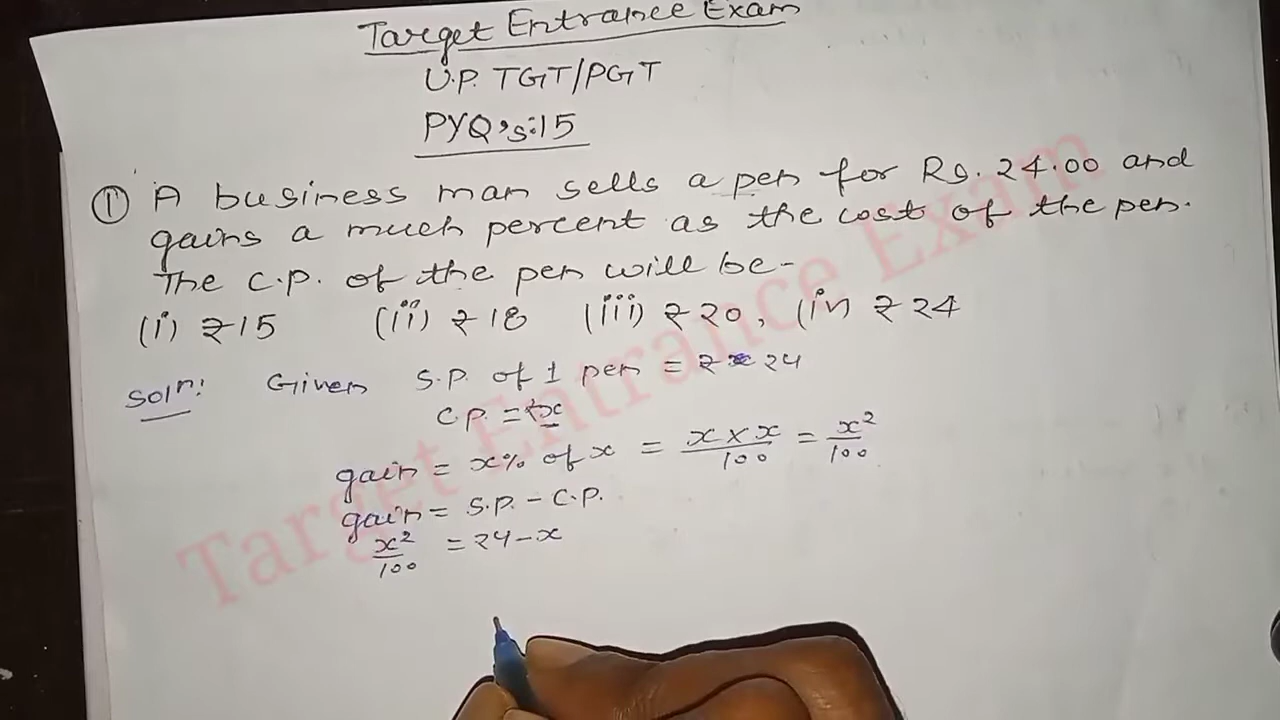 Target Entrance Exam
U.P. TGT/PGT
PYQ's:15
① A business man sells a pen for Rs. 24.00 and
gains a much percent as the cost of the pen.
The C.P. of the pen will be-
(i) ₹15 (ii) ₹18 (iii) ₹20, (iv) ₹24
Solⁿ: Given S.P. of 1 pen = ₹ 24
C.P. = x
gain = x% of x = x × x / 100 = x² / 100
gain = S.P. - C.P.
x² / 100 = 24 - x
Target Entrance Exam